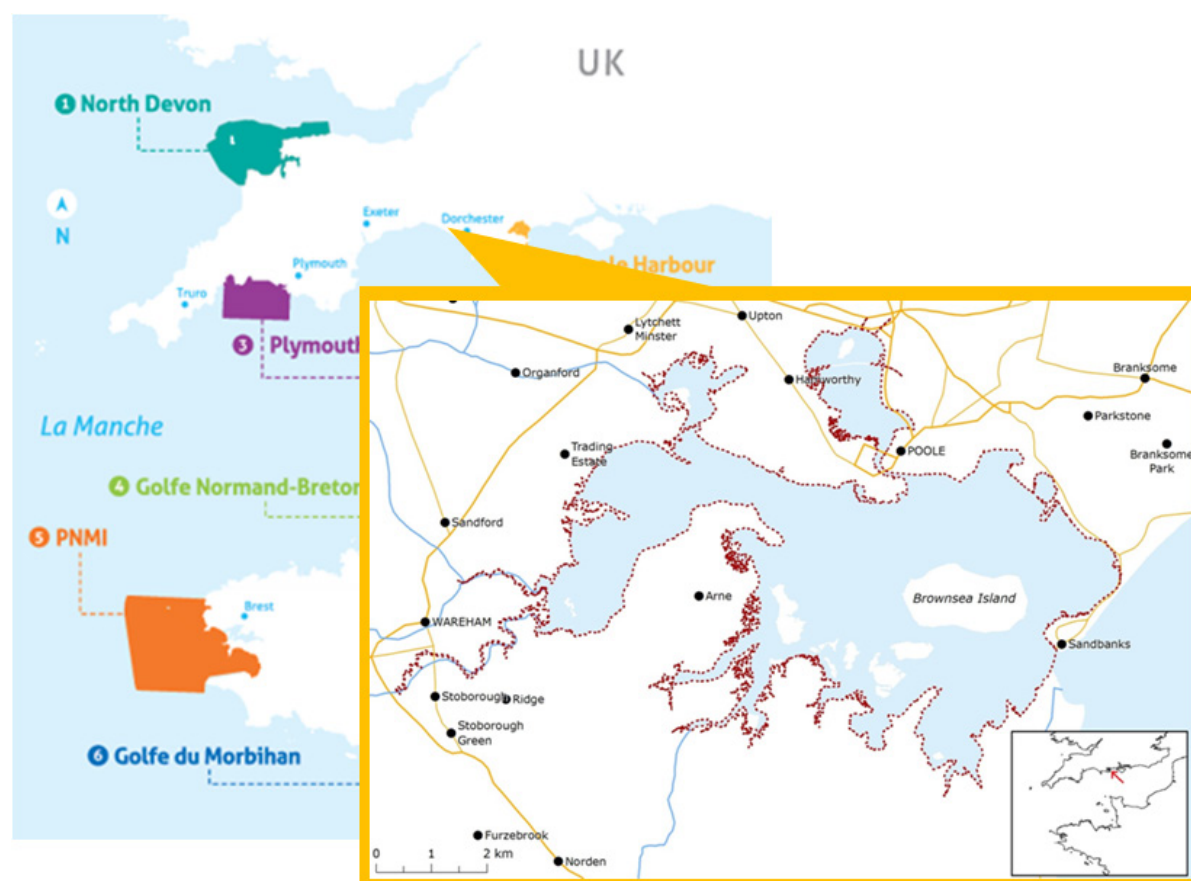 UK
1 North Devon
N
Exeter
Dorchester
Plymouth
Truro
Harbour
3 Plymouth
La Manche
4 Golfe Normand-Breton
5 PNMI
Brest
6 Golfe du Morbihan
Lytchett
Minster
Upton
Organford
Hamworthy
Branksome
Parkstone
POOLE
Branksome
Park
Trading
Estate
Sandford
Arne
Brownsea Island
WAREHAM
Sandbanks
Stoborough
Ridge
Stoborough
Green
Furzebrook
0 1 2 km
Norden